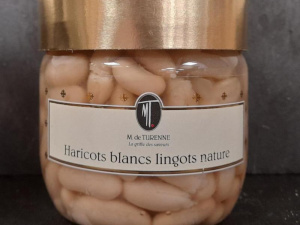 M
M de TURENNE
La griffe des saveurs
Haricots blancs lingots nature